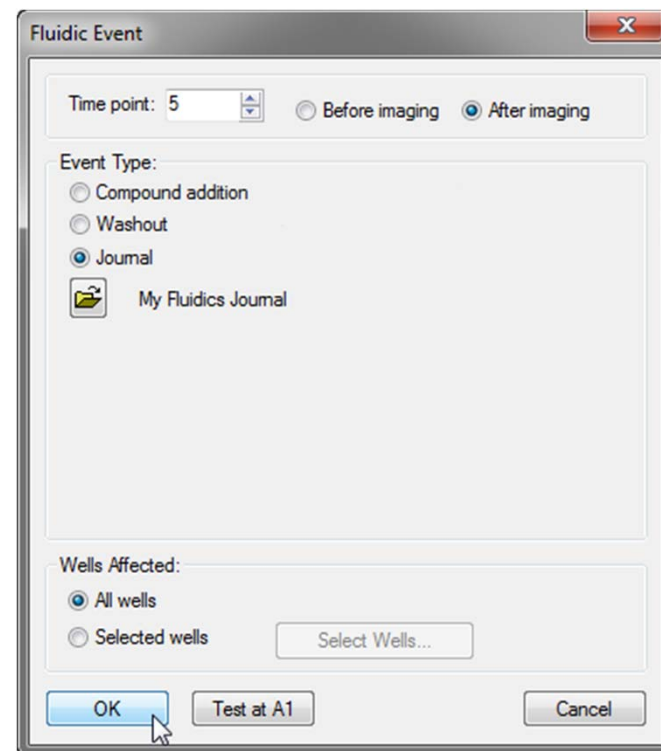 Fluidic Event
Time point: 5 Before imaging After imaging
Event Type:
Compound addition
Washout
Journal
My Fluidics Journal
Wells Affected:
All wells
Selected wells Select Wells...
OK Test at A1 Cancel